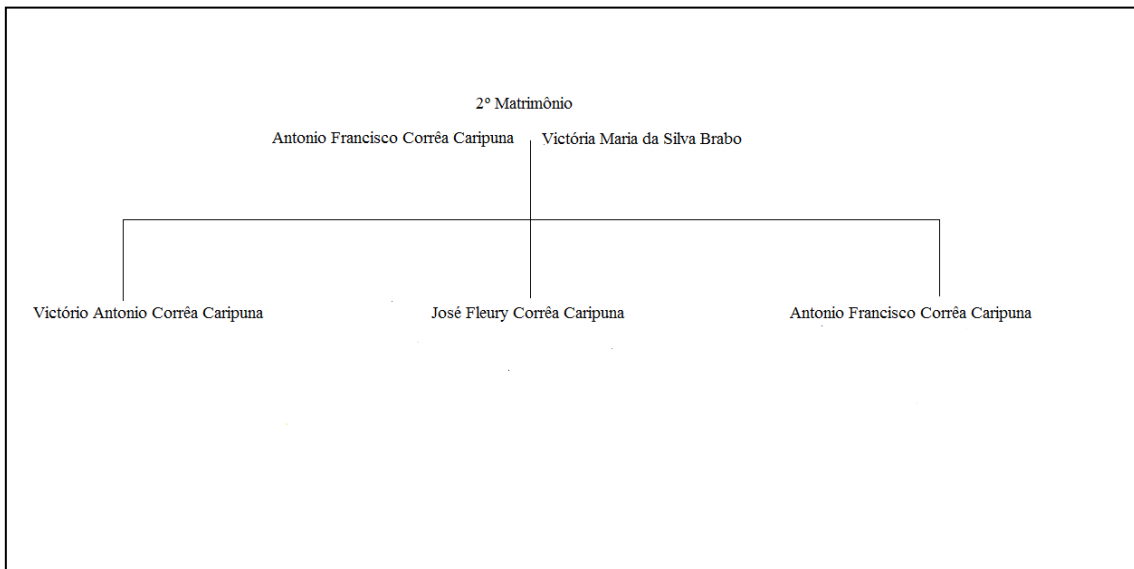 2º Matrimônio
Antonio Francisco Corrêa Caripuna Victória Maria da Silva Brabo
Victório Antonio Corrêa Caripuna José Fleury Corrêa Caripuna Antonio Francisco Corrêa Caripuna